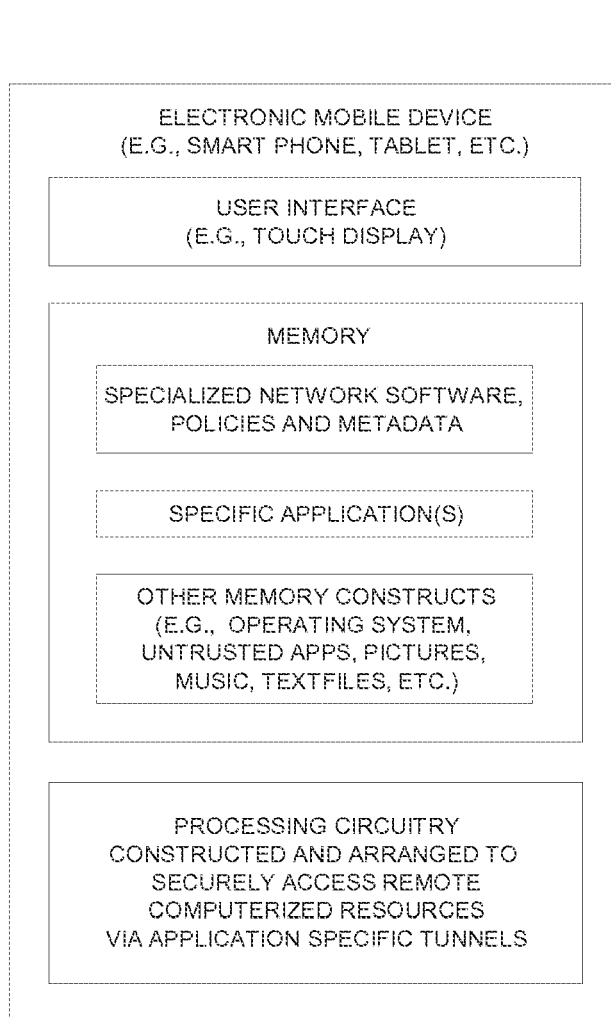 ELECTRONIC MOBILE DEVICE
(E.G., SMART PHONE, TABLET, ETC.)
USER INTERFACE
(E.G., TOUCH DISPLAY)
MEMORY
SPECIALIZED NETWORK SOFTWARE,
POLICIES AND METADATA
SPECIFIC APPLICATION(S)
OTHER MEMORY CONSTRUCTS
(E.G., OPERATING SYSTEM,
UNTRUSTED APPS, PICTURES,
MUSIC, TEXTFILES, ETC.)
PROCESSING CIRCUITRY
CONSTRUCTED AND ARRANGED TO
SECURELY ACCESS REMOTE
COMPUTERIZED RESOURCES
VIA APPLICATION SPECIFIC TUNNELS